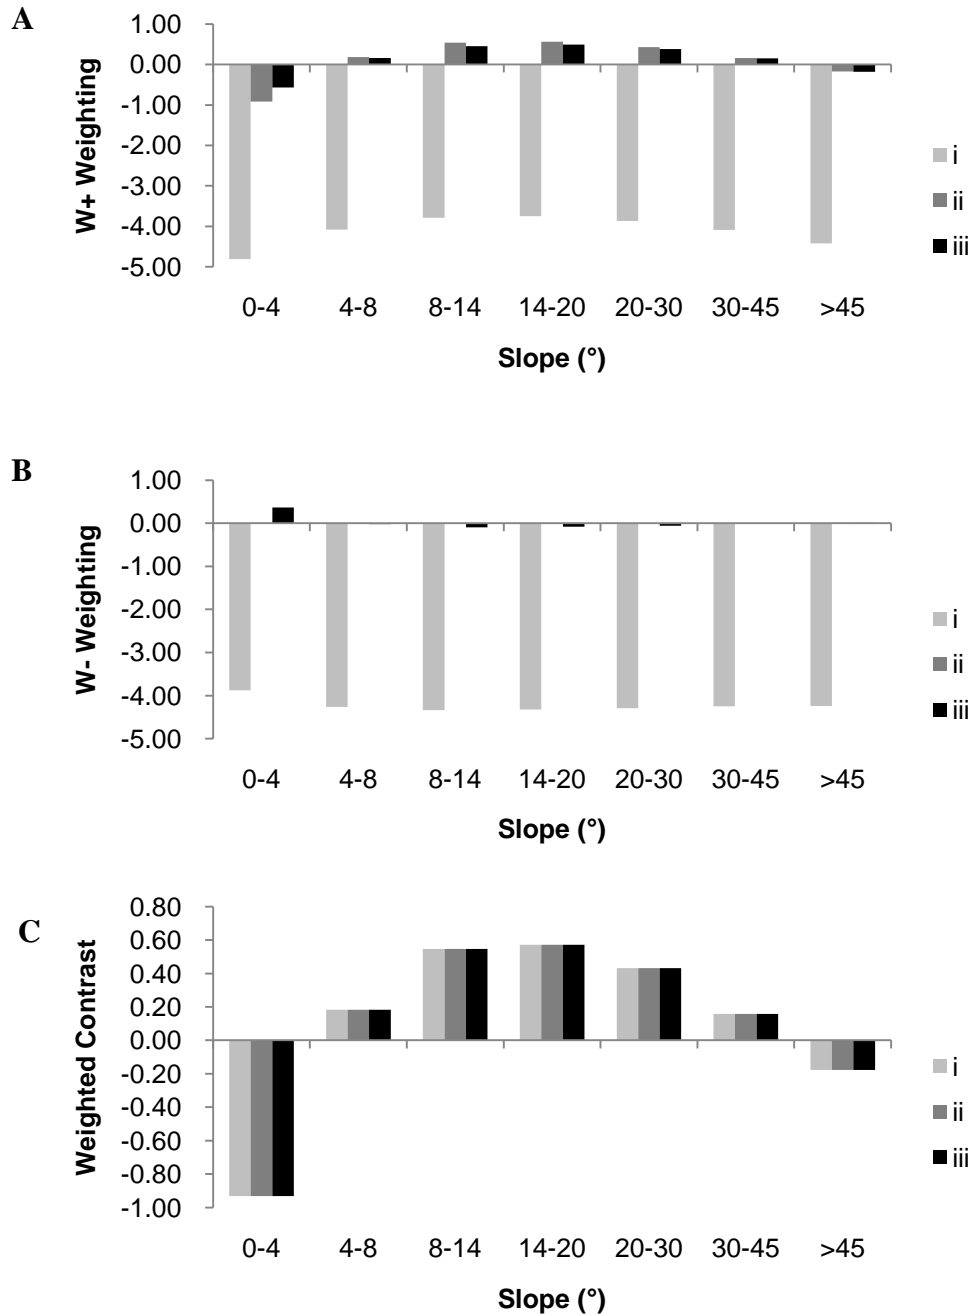 A
W+ Weighting
1.00
0.00
-1.00
-2.00
-3.00
-4.00
-5.00
0-4 4-8 8-14 14-20 20-30 30-45 >45
Slope (°)
i
ii
iii
B
W- Weighting
1.00
0.00
-1.00
-2.00
-3.00
-4.00
-5.00
0-4 4-8 8-14 14-20 20-30 30-45 >45
Slope (°)
i
ii
iii
C
Weighted Contrast
0.80
0.60
0.40
0.20
0.00
-0.20
-0.40
-0.60
-0.80
-1.00
0-4 4-8 8-14 14-20 20-30 30-45 >45
Slope (°)
i
ii
iii